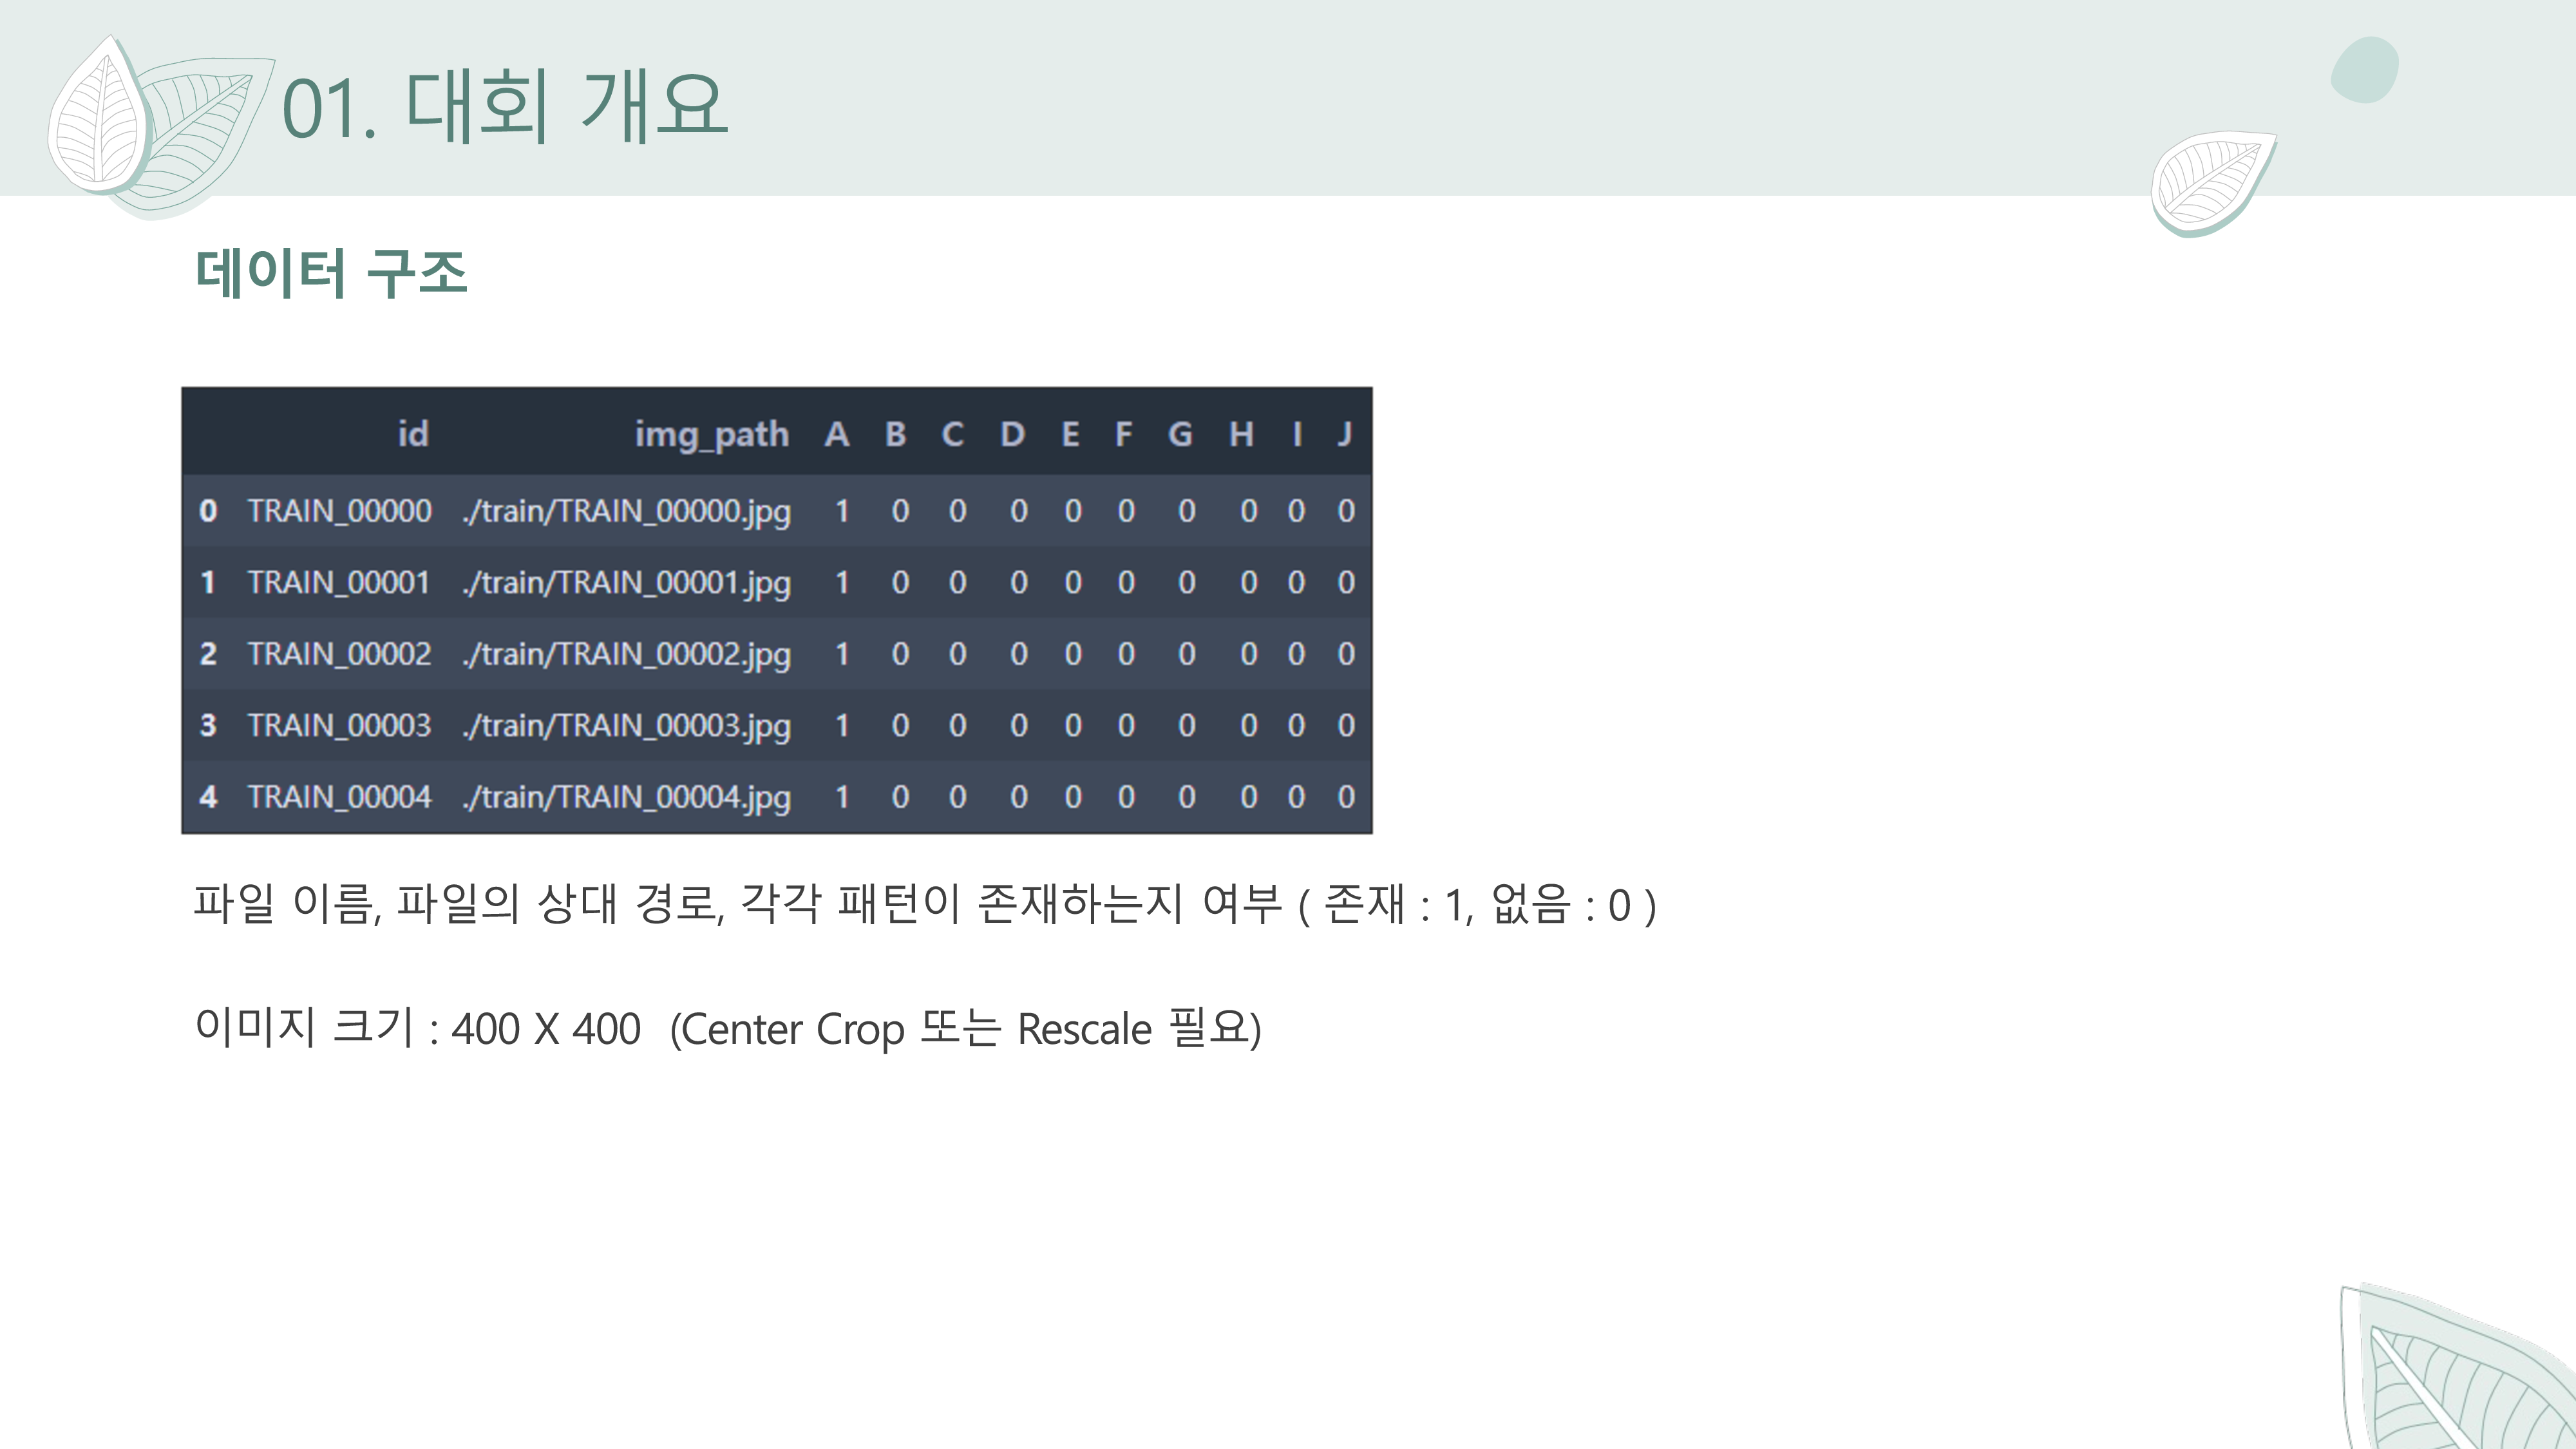 01. 대회 개요
데이터 구조
id img_path A B C D E F G H I J
0 TRAIN_00000 ./train/TRAIN_00000.jpg 1 0 0 0 0 0 0 0 0 0
1 TRAIN_00001 ./train/TRAIN_00001.jpg 1 0 0 0 0 0 0 0 0 0
2 TRAIN_00002 ./train/TRAIN_00002.jpg 1 0 0 0 0 0 0 0 0 0
3 TRAIN_00003 ./train/TRAIN_00003.jpg 1 0 0 0 0 0 0 0 0 0
4 TRAIN_00004 ./train/TRAIN_00004.jpg 1 0 0 0 0 0 0 0 0 0
파일 이름, 파일의 상대 경로, 각각 패턴이 존재하는지 여부 ( 존재 : 1, 없음 : 0 )
이미지 크기 : 400 X 400 (Center Crop 또는 Rescale 필요)